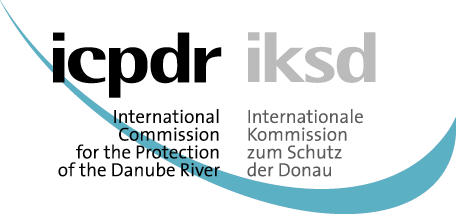 icpdr iksd
International
Commission
for the Protection
of the Danube River
Internationale
Kommission
zum Schutz
der Donau